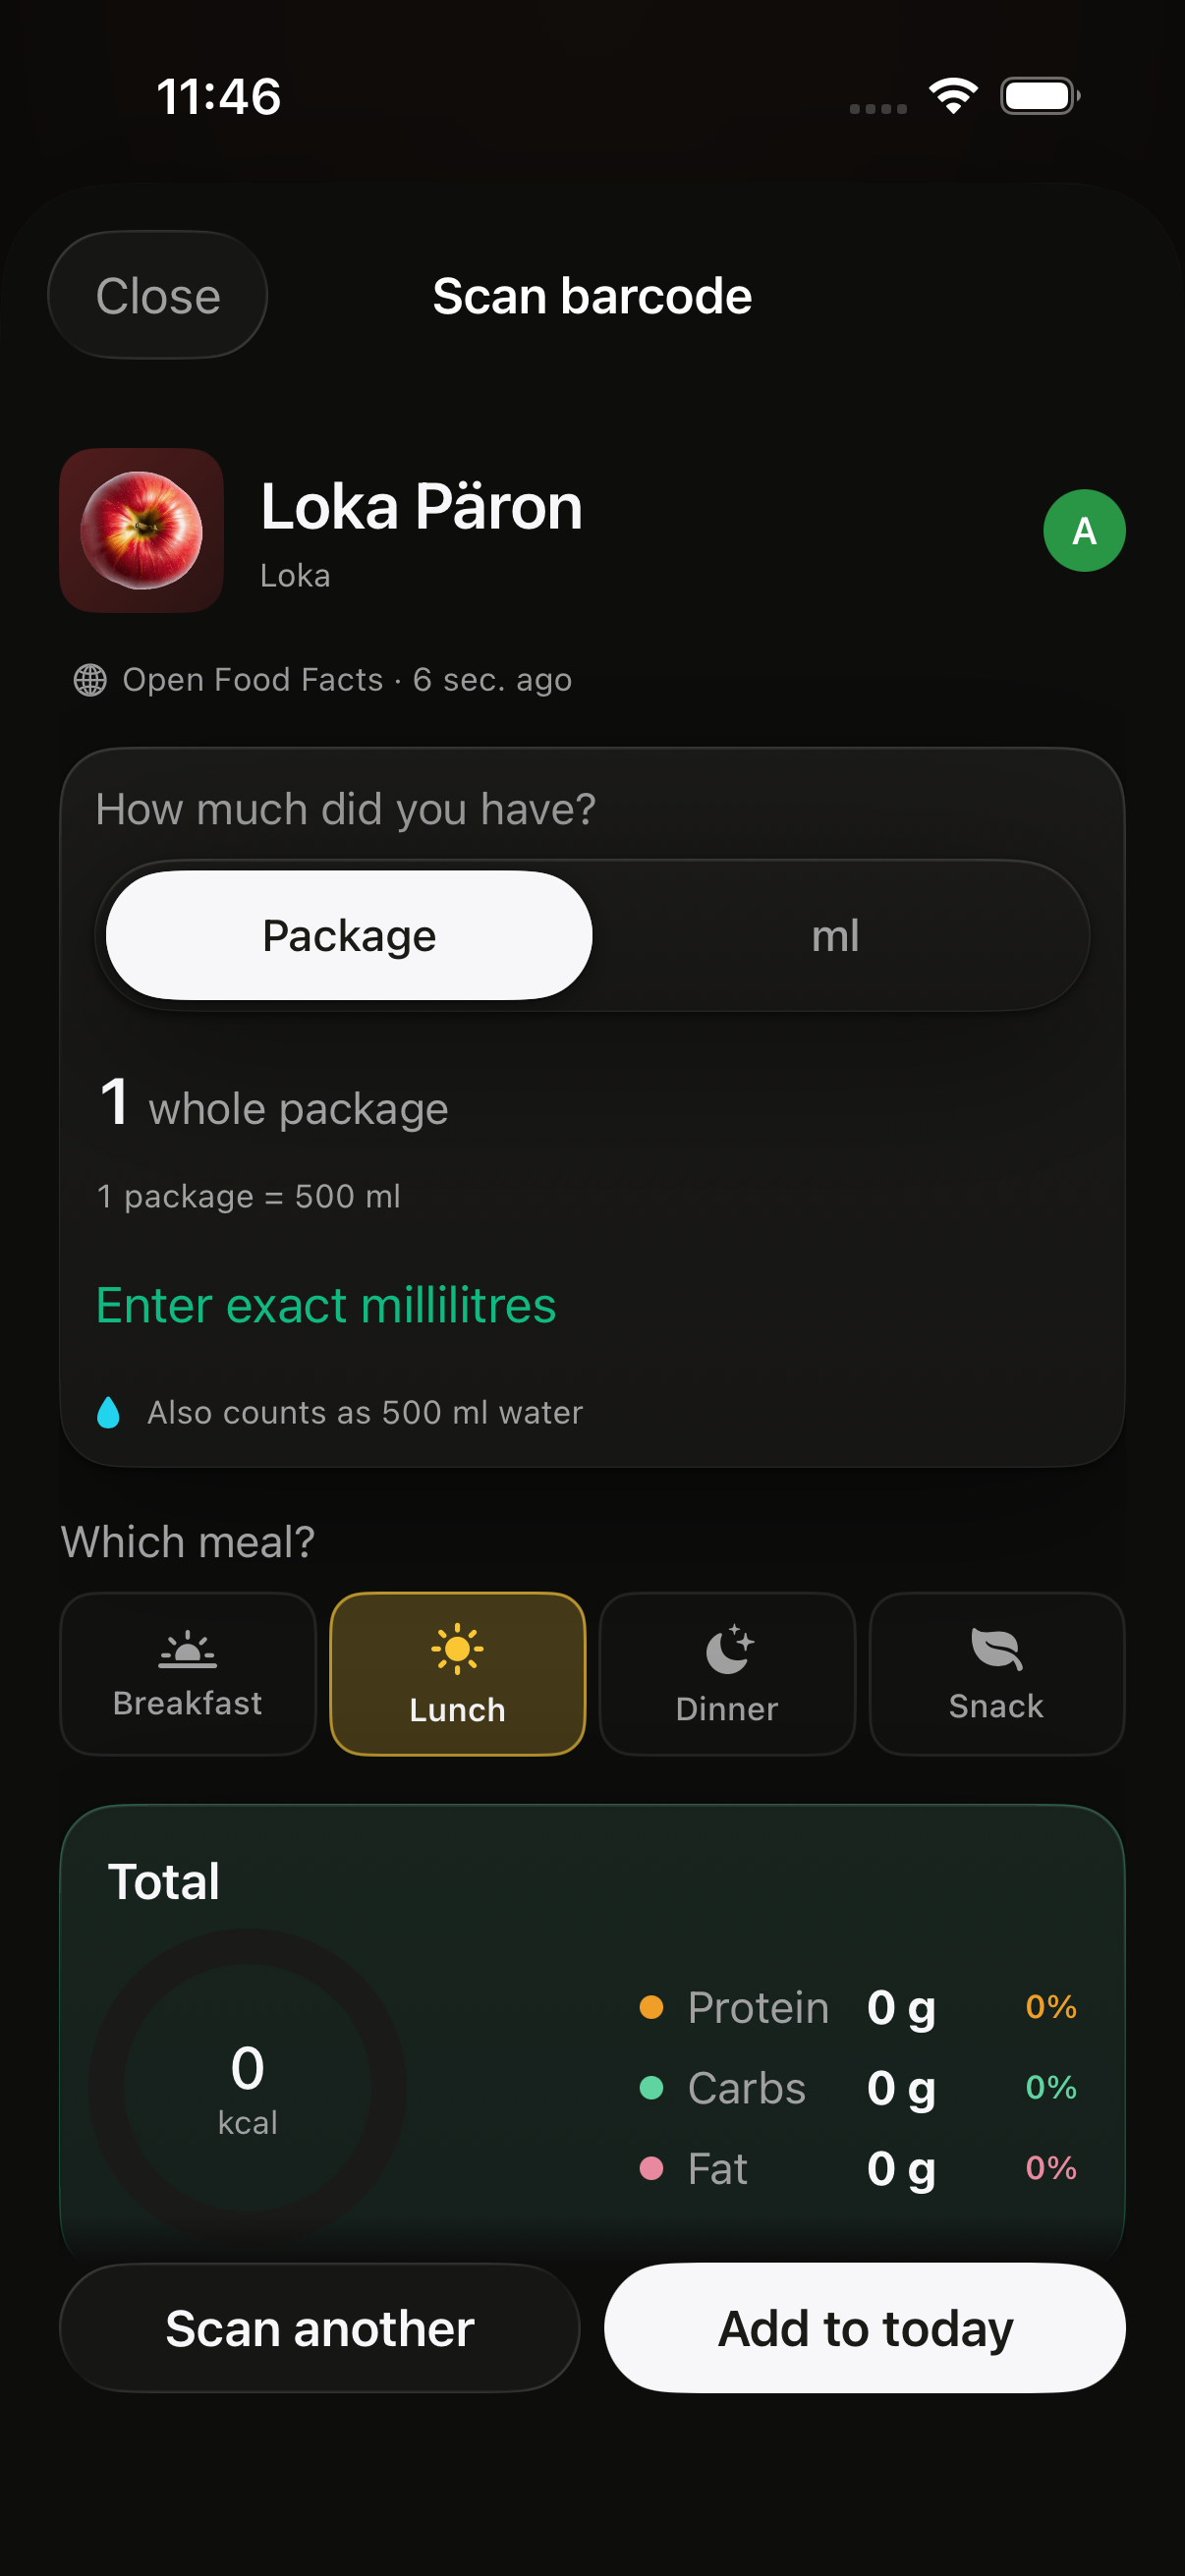 11:46
Close
Scan barcode
Loka Päron
Loka
A
Open Food Facts · 6 sec. ago
How much did you have?
Package
ml
1 whole package
1 package = 500 ml
Enter exact millilitres
Also counts as 500 ml water
Which meal?
Breakfast
Lunch
Dinner
Snack
Total
0
kcal
Protein 0 g 0%
Carbs 0 g 0%
Fat 0 g 0%
Scan another
Add to today